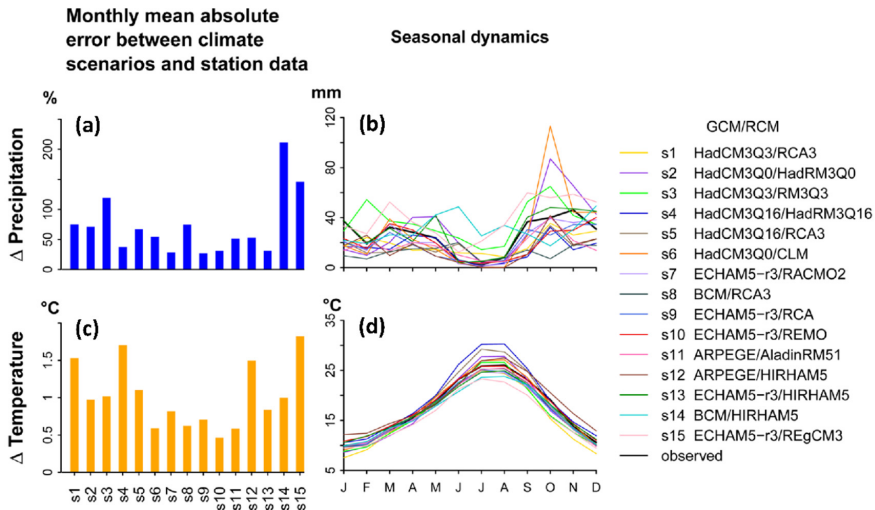 Monthly mean absolute
error between climate
scenarios and station data
Seasonal dynamics
%
(a)
Δ Precipitation
200
100
50
0
mm
(b)
120
80
40
0
°C
(c)
Δ Temperature
1.5
1
0.5
0
s1 s2 s3 s4 s5 s6 s7 s8 s9 s10 s11 s12 s13 s14 s15
°C
(d)
35
25
15
5
J F M A M J J A S O N D
GCM/RCM
s1 HadCM3Q3/RCA3
s2 HadCM3Q0/HadRM3Q0
s3 HadCM3Q3/RM3Q3
s4 HadCM3Q16/HadRM3Q16
s5 HadCM3Q16/RCA3
s6 HadCM3Q0/CLM
s7 ECHAM5-r3/RACMO2
s8 BCM/RCA3
s9 ECHAM5-r3/RCA
s10 ECHAM5-r3/REMO
s11 ARPEGE/AladinRM51
s12 ARPEGE/HIRHAM5
s13 ECHAM5-r3/HIRHAM5
s14 BCM/HIRHAM5
s15 ECHAM5-r3/REgCM3
observed